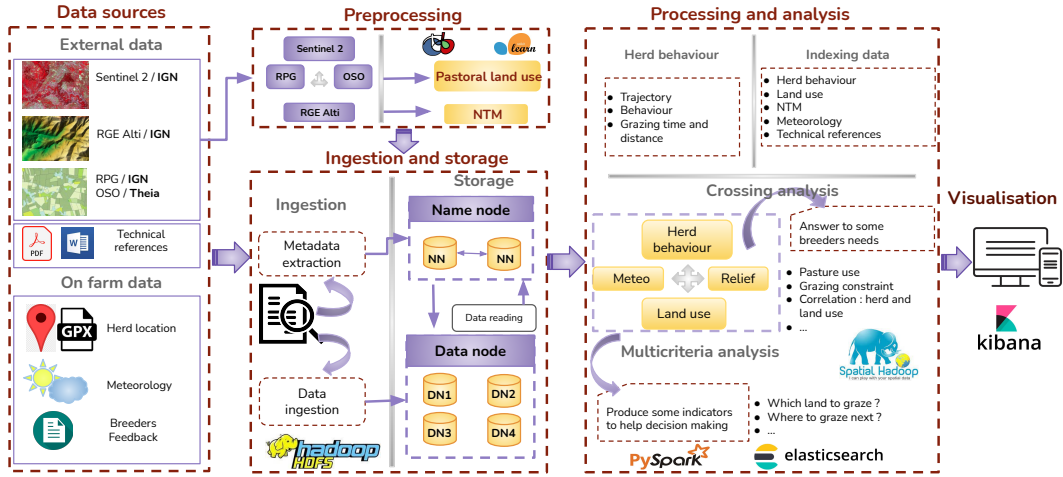 Data sources
External data
Sentinel 2 / IGN
RGE Alti / IGN
RPG / IGN
OSO / Theia
PDF
W
Technical
references
On farm data
GPX
Herd location
Meteorology
Breeders
Feedback
Preprocessing
Sentinel 2
RPG
OSO
RGE Alti
learn
Pastoral land use
NTM
Ingestion and storage
Ingestion
Metadata
extraction
Data
ingestion
hadoop
HDFS
Storage
Name node
NN
NN
Data reading
Data node
DN1
DN2
DN3
DN4
Processing and analysis
Herd behaviour
Trajectory
Behaviour
Grazing time and
distance
Indexing data
Herd behaviour
Land use
NTM
Meteorology
Technical references
Crossing analysis
Herd
behaviour
Meteo
Relief
Land use
Answer to some
breeders needs
Pasture use
Grazing constraint
Correlation : herd and
land use
...
Spatial Hadoop
I can play with your spatial data
Multicriteria analysis
Produce some indicators
to help decision making
Which land to graze ?
Where to graze next ?
...
PySpark
elasticsearch
Visualisation
kibana